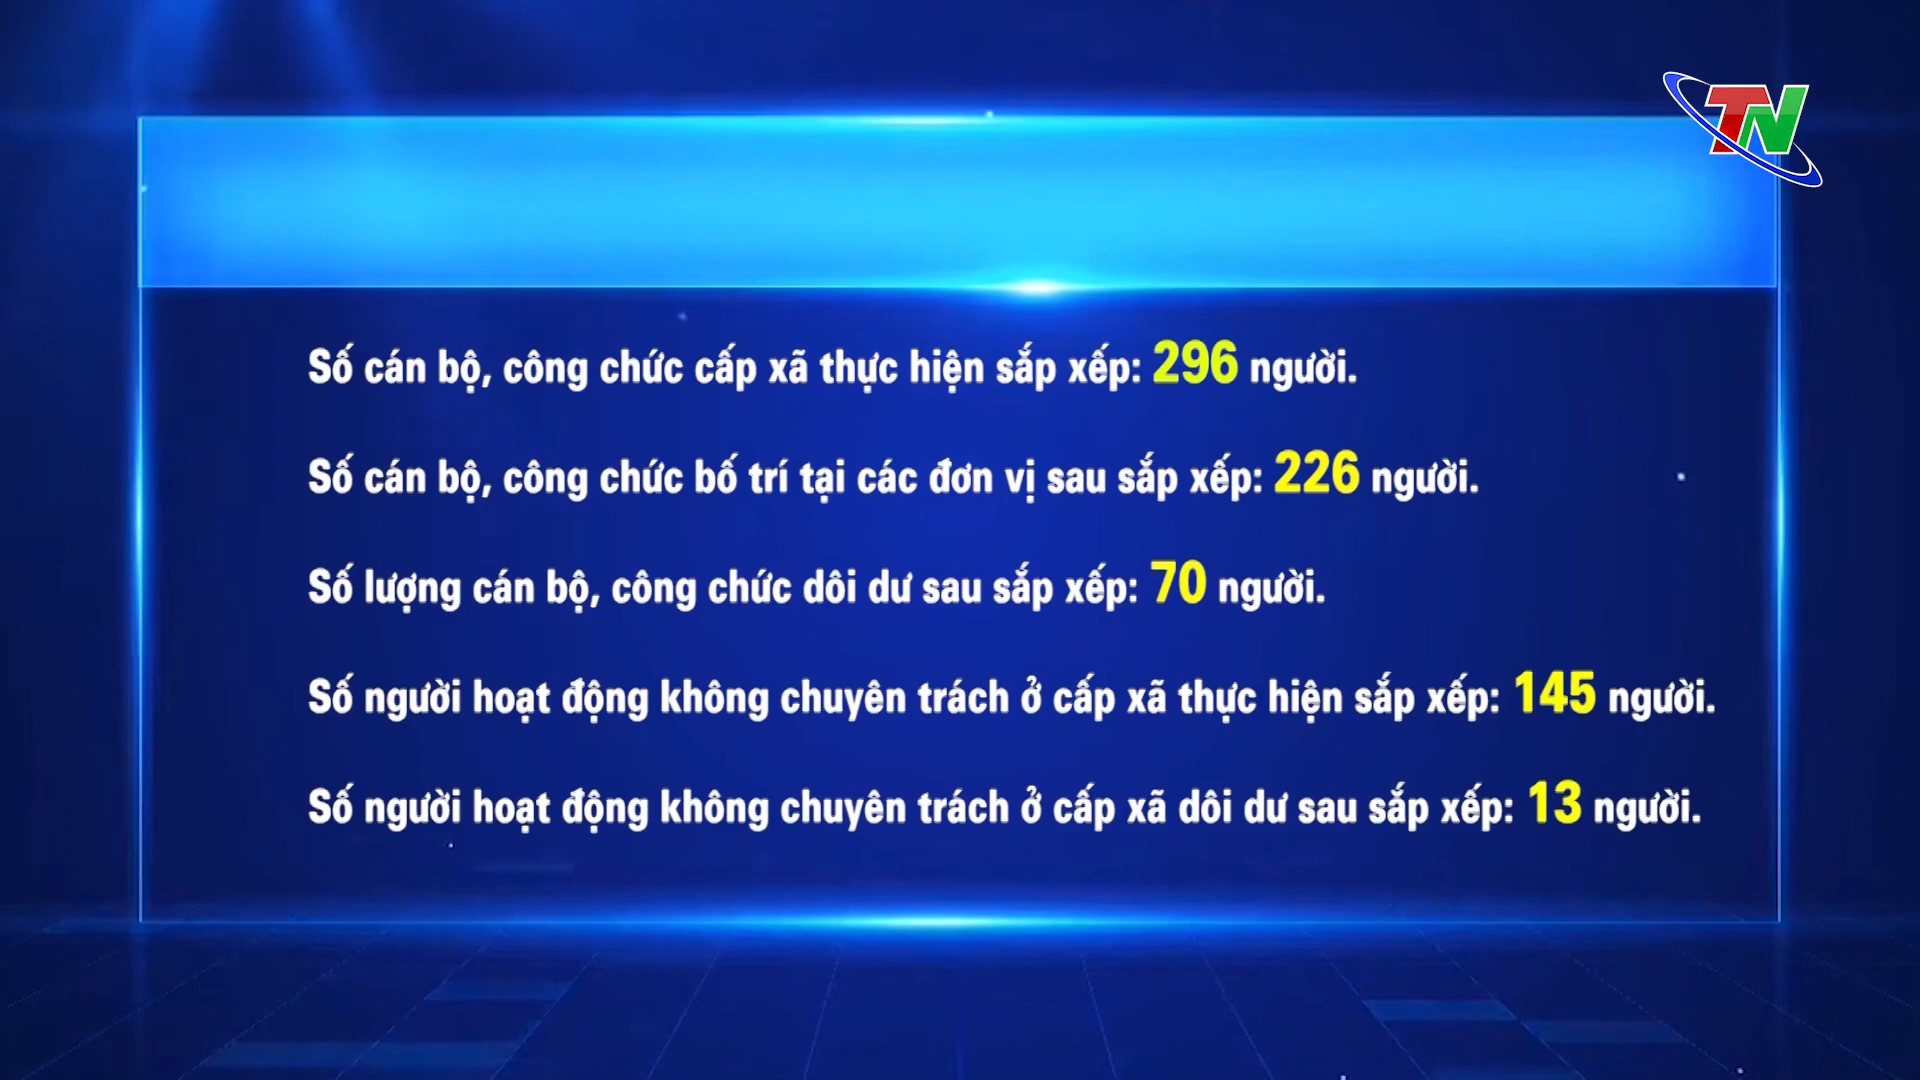 TN
Số cán bộ, công chức cấp xã thực hiện sắp xếp: 296 người.
Số cán bộ, công chức bố trí tại các đơn vị sau sắp xếp: 226 người.
Số lượng cán bộ, công chức dôi dư sau sắp xếp: 70 người.
Số người hoạt động không chuyên trách ở cấp xã thực hiện sắp xếp: 145 người.
Số người hoạt động không chuyên trách ở cấp xã dôi dư sau sắp xếp: 13 người.